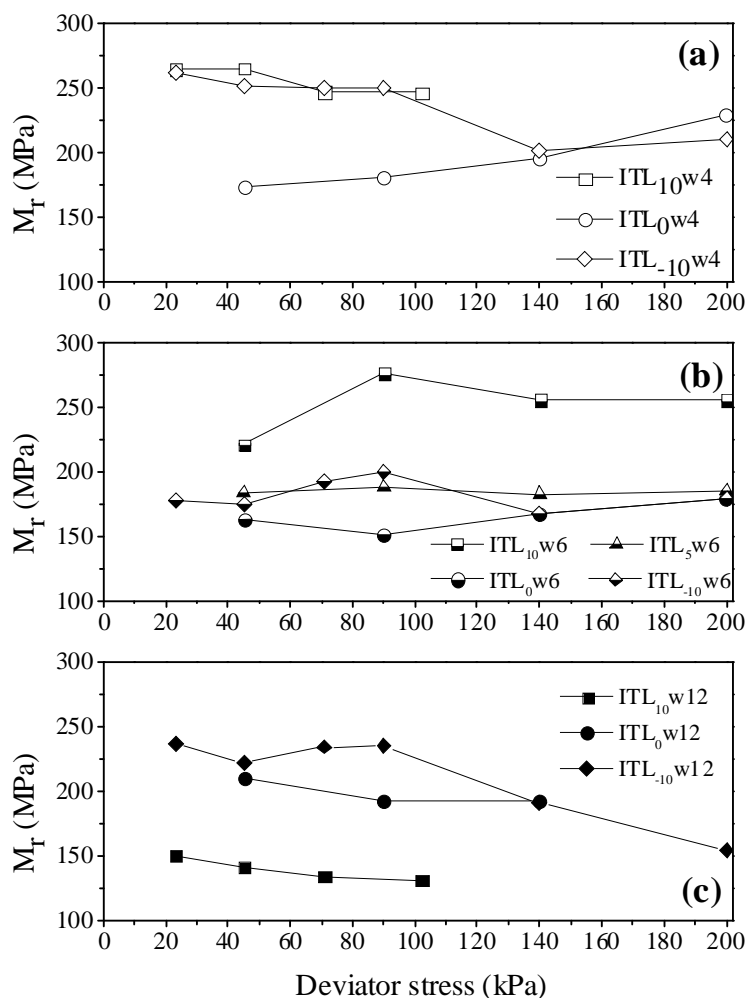 300
250
200
150
100
M_r (MPa)
(a)
ITL_10w4
ITL_0w4
ITL_-10w4
0 20 40 60 80 100 120 140 160 180 200
300
250
200
150
100
M_r (MPa)
(b)
ITL_10w6 ITL_5w6
ITL_0w6 ITL_-10w6
0 20 40 60 80 100 120 140 160 180 200
300
250
200
150
100
M_r (MPa)
ITL_10w12
ITL_0w12
ITL_-10w12
(c)
0 20 40 60 80 100 120 140 160 180 200
Deviator stress (kPa)